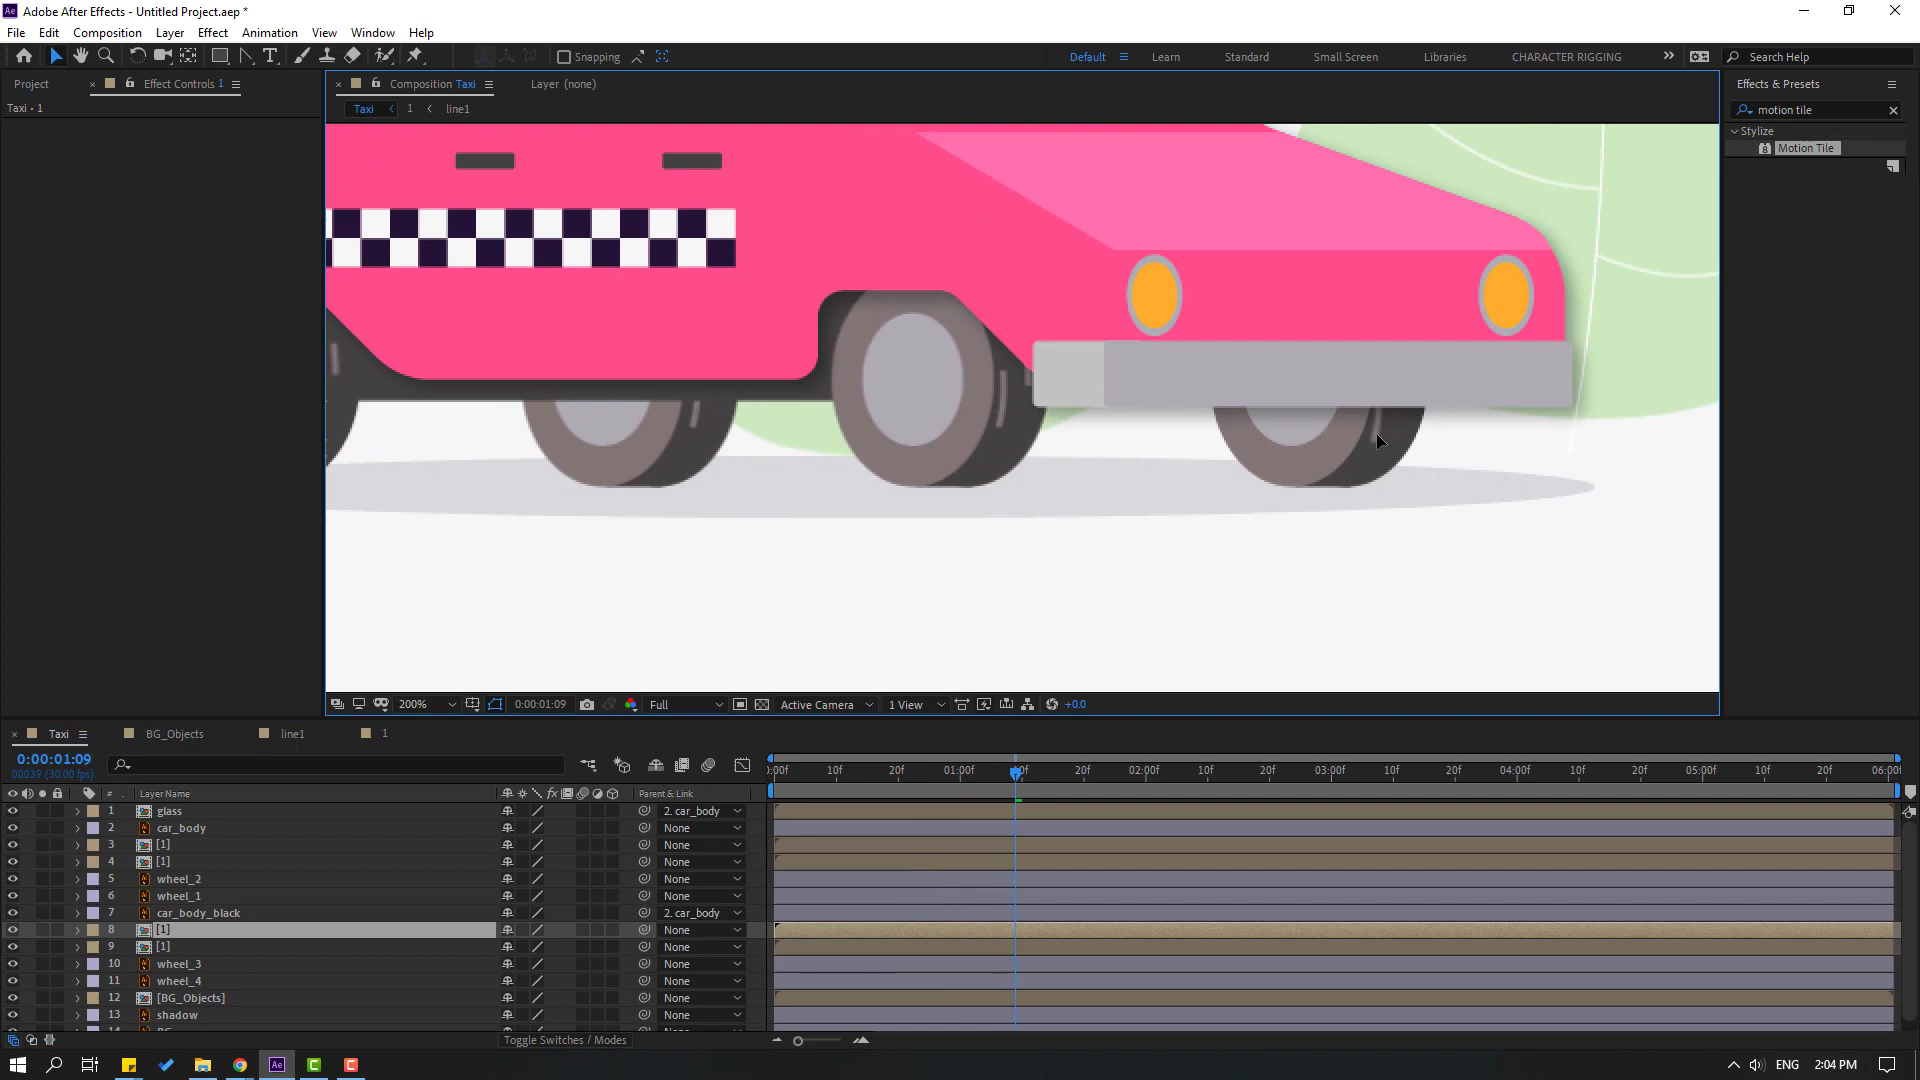 Adobe After Effects - Untitled Project.aep *
File Edit Composition Layer Effect Animation View Window Help
Snapping
Default Learn Standard Small Screen Libraries CHARACTER RIGGING
Search Help
Project Effect Controls 1
Composition Taxi Layer (none)
Effects & Presets
Taxi • 1
Taxi 1 line1
motion tile
Stylize
Motion Tile
200% 0:00:01:09 Full Active Camera 1 View +0.0
Taxi BG_Objects line1 1
0:00:01:09
00039 (30.00 fps)
:00f 10f 20f 01:00f 10f 20f 02:00f 10f 20f 03:00f 10f 20f 04:00f 10f 20f 05:00f 10f 20f 06:00f
# Layer Name Parent & Link
1 glass 2. car_body
2 car_body None
3 [1] None
4 [1] None
5 wheel_2 None
6 wheel_1 None
7 car_body_black 2. car_body
8 [1] None
9 [1] None
10 wheel_3 None
11 wheel_4 None
12 [BG_Objects] None
13 shadow None
Toggle Switches / Modes
ENG 2:04 PM